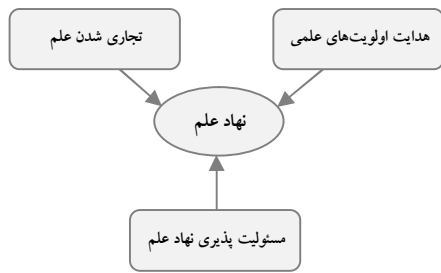 هدایت اولویت‌های علمی
تجاری شدن علم
نهاد علم
مسئولیت پذیری نهاد علم